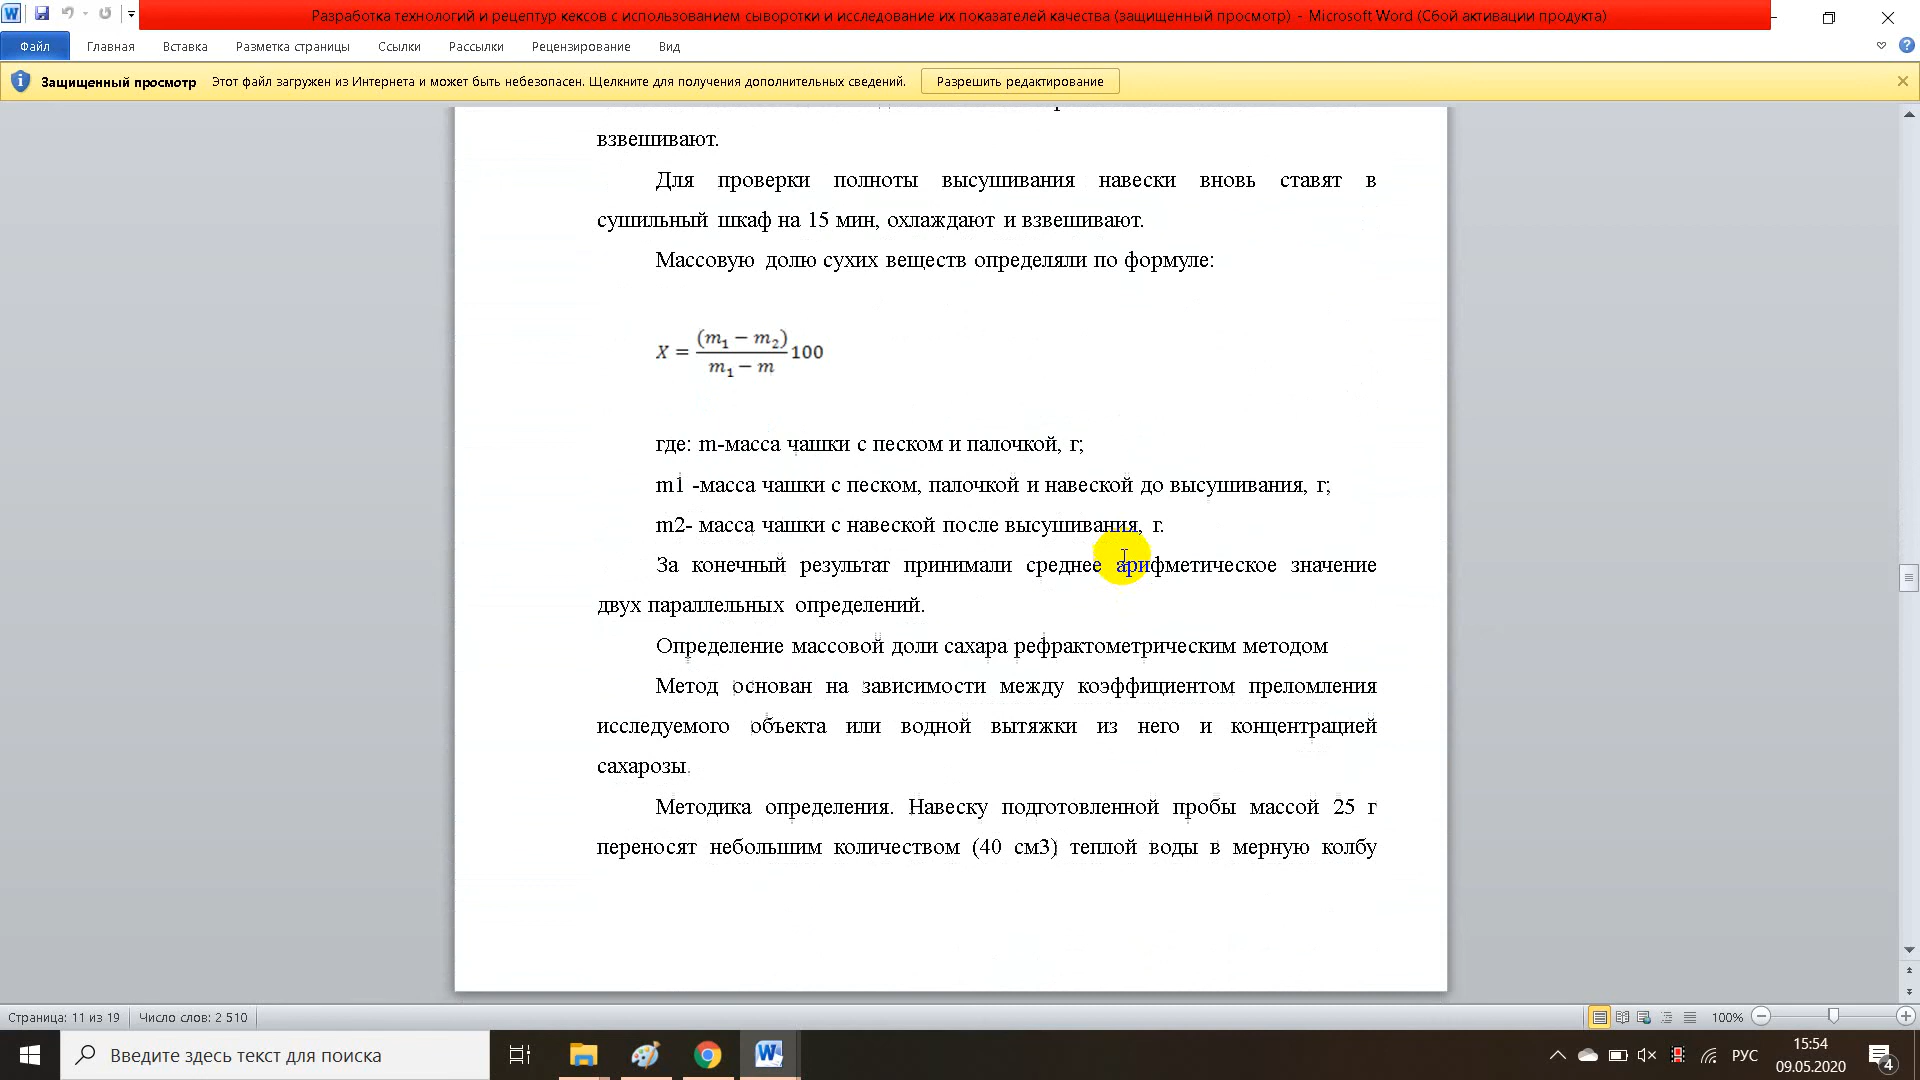 Разработка технологий и рецептур кексов с использованием сыворотки и исследование их показателей качества (защищенный просмотр) - Microsoft Word (Сбой активации продукта)
Файл Главная Вставка Разметка страницы Ссылки Рассылки Рецензирование Вид
Защищенный просмотр Этот файл загружен из Интернета и может быть небезопасен. Щелкните для получения дополнительных сведений. Разрешить редактирование
взвешивают.
Для проверки полноты высушивания навески вновь ставят в
сушильный шкаф на 15 мин, охлаждают и взвешивают.
Массовую долю сухих веществ определяли по формуле:
X = (m₁ − m₂) / (m₁ − m) 100
где: m-масса чашки с песком и палочкой, г;
m1 -масса чашки с песком, палочкой и навеской до высушивания, г;
m2- масса чашки с навеской после высушивания, г.
За конечный результат принимали среднее арифметическое значение
двух параллельных определений.
Определение массовой доли сахара рефрактометрическим методом
Метод основан на зависимости между коэффициентом преломления
исследуемого объекта или водной вытяжки из него и концентрацией
сахарозы.
Методика определения. Навеску подготовленной пробы массой 25 г
переносят небольшим количеством (40 см3) теплой воды в мерную колбу
Страница: 11 из 19 Число слов: 2 510 100%
Введите здесь текст для поиска
РУС
15:54
09.05.2020
4